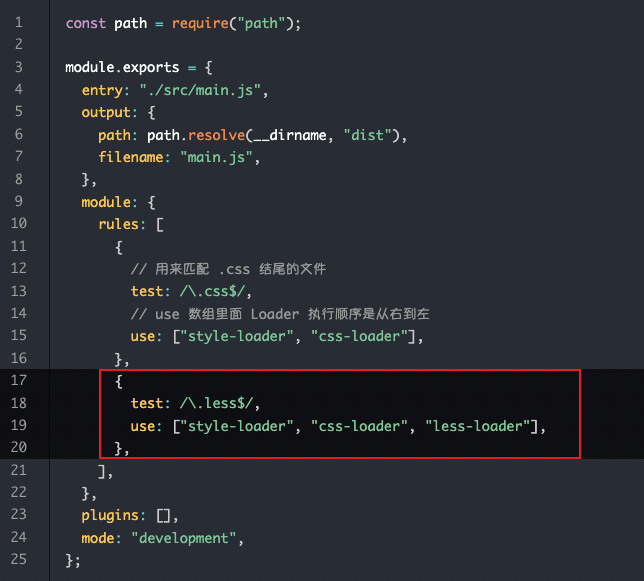 1 const path = require("path");
2
3 module.exports = {
4 entry: "./src/main.js",
5 output: {
6 path: path.resolve(__dirname, "dist"),
7 filename: "main.js",
8 },
9 module: {
10 rules: [
11 {
12 // 用来匹配 .css 结尾的文件
13 test: /\.css$/,
14 // use 数组里面 Loader 执行顺序是从右到左
15 use: ["style-loader", "css-loader"],
16 },
17 {
18 test: /\.less$/,
19 use: ["style-loader", "css-loader", "less-loader"],
20 },
21 ],
22 },
23 plugins: [],
24 mode: "development",
25 };